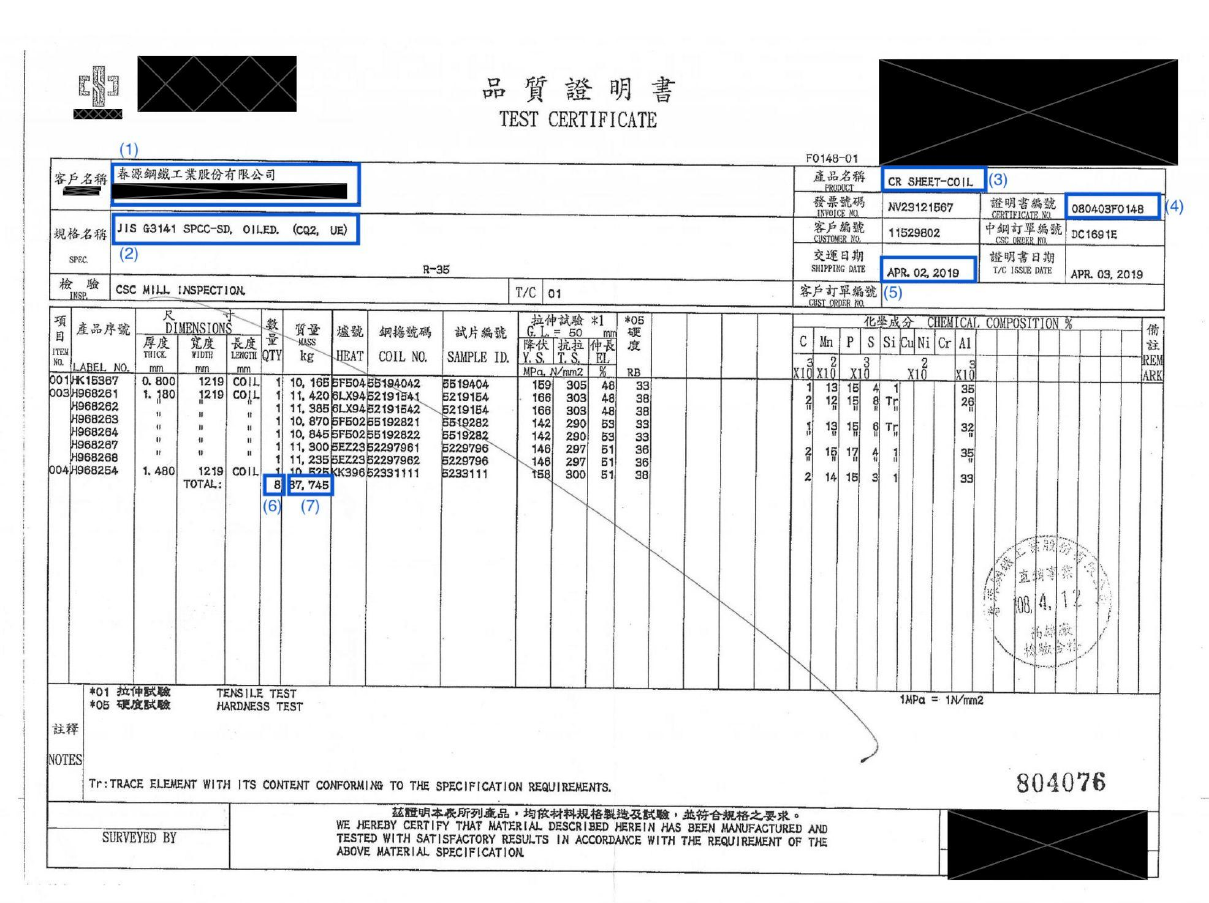 品質證明書
TEST CERTIFICATE
(1)
F0148-01
客戶名稱 春源鋼鐵工業股份有限公司
產品名稱 PRODUCT CR SHEET-COIL (3)
發票號碼 INVOICE NO. NV29121567 證明書編號 CERTIFICATE NO. 080403F0148 (4)
規格名稱 SPEC. JIS G3141 SPCC-SD, OILED. (CQ2, UE)
(2)
客戶編號 CUSTOMER NO. 11529802 中鋼訂單編號 CSC ORDER NO. DC1691E
R-35
交運日期 SHIPPING DATE APR. 02, 2019 證明書日期 T/C ISSUE DATE APR. 03, 2019
檢驗 INSP. CSC MILL INSPECTION. T/C 01
客戶訂單編號 CUST ORDER NO. (5)
項目 ITEM NO. 產品序號 LABEL NO. 尺寸 DIMENSIONS 厚度 THICK. mm 寬度 WIDTH mm 長度 LENGTH mm 數量 QTY 質量 MASS kg 爐號 HEAT 鋼捲號碼 COIL NO. 試片編號 SAMPLE ID. 拉伸試驗 *1 G.L.= 50 mm 降伏 Y.S. 抗拉 T.S. 伸長 EL. MPa, N/mm2 % *05 硬度 RB 化學成分 CHEMICAL COMPOSITION % C Mn P S Si Cu Ni Cr Al 3 2 3 2 3 X10 X10 X10 X10 X10 備註 REMARK
001 HK15367 0.800 1219 COIL 1 10,165 5F504 55194042 5519404 159 305 48 33 1 13 15 4 1 35
003 H968261 1.180 1219 COIL 1 11,420 6LX94 52191541 5219154 166 303 48 38 2 12 15 8 Tr 26
H968262 " " " 1 11,385 6LX94 52191542 5219154 166 303 48 38 " " " " " "
H968263 " " " 1 10,870 5F502 55192821 5519282 142 290 53 33 1 13 15 6 Tr 32
H968264 " " " 1 10,845 5F502 55192822 5519282 142 290 53 33 " " " " " "
H968267 " " " 1 11,300 5EZ23 52297961 5229796 146 297 51 36 2 15 17 4 1 35
H968268 " " " 1 11,235 5EZ23 52297962 5229796 146 297 51 36 " " " " " "
004 H968254 1.480 1219 COIL 1 10,525 KK396 52331111 5233111 158 300 51 38 2 14 15 3 1 33
TOTAL: 8 87,745
(6) (7)
108. 4. 12
*01 拉伸試驗 TENSILE TEST
1MPa = 1N/mm2
*05 硬度試驗 HARDNESS TEST
註釋
NOTES
Tr:TRACE ELEMENT WITH ITS CONTENT CONFORMING TO THE SPECIFICATION REQUIREMENTS.
804076
茲證明本表所列產品，均依材料規格製造及試驗，並符合規格之要求。
WE HEREBY CERTIFY THAT MATERIAL DESCRIBED HEREIN HAS BEEN MANUFACTURED AND
SURVEYED BY
TESTED WITH SATISFACTORY RESULTS IN ACCORDANCE WITH THE REQUIREMENT OF THE
ABOVE MATERIAL SPECIFICATION.